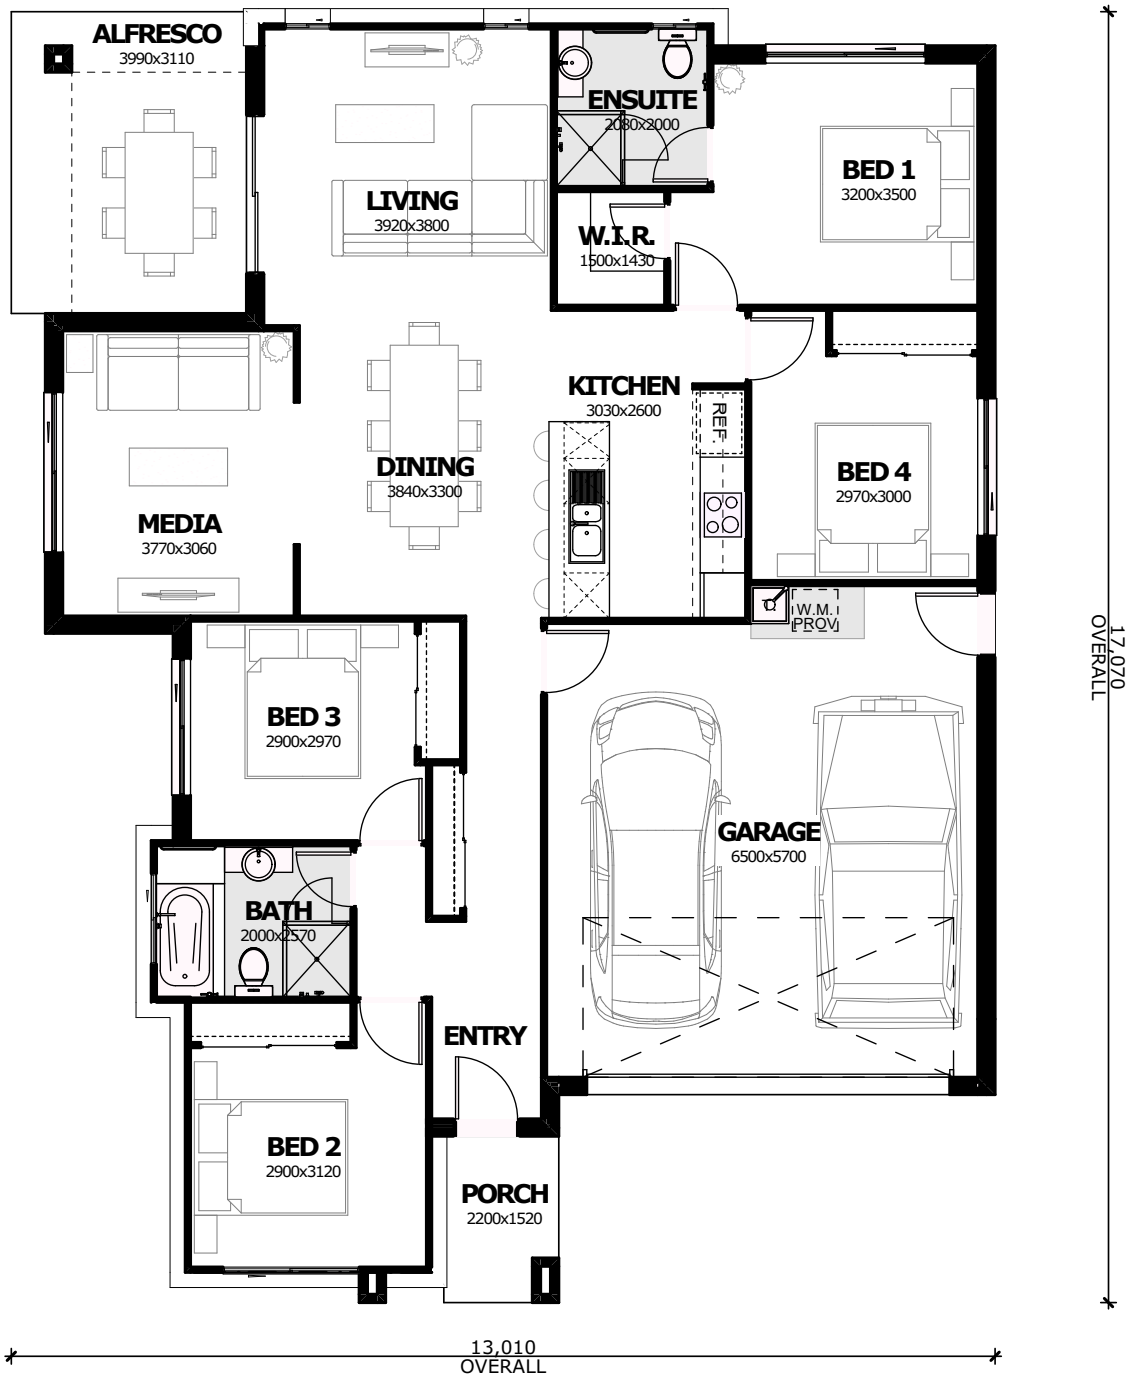 ALFRESCO
3990x3110
ENSUITE
2080x2000
BED 1
3200x3500
LIVING
3920x3800
W.I.R.
1500x1430
KITCHEN
3030x2600
REF.
DINING
3840x3300
BED 4
2970x3000
MEDIA
3770x3060
W.M.
PROV
17,070
OVERALL
BED 3
2900x2970
GARAGE
6500x5700
BATH
2000x2570
ENTRY
BED 2
2900x3120
PORCH
2200x1520
13,010
OVERALL